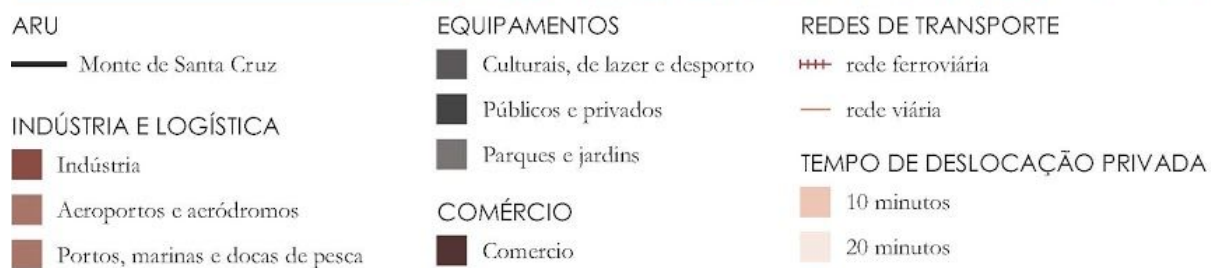 ARU
Monte de Santa Cruz
INDÚSTRIA E LOGÍSTICA
Indústria
Aeroportos e aeródromos
Portos, marinas e docas de pesca
EQUIPAMENTOS
Culturais, de lazer e desporto
Públicos e privados
Parques e jardins
COMÉRCIO
Comercio
REDES DE TRANSPORTE
rede ferroviária
rede viária
TEMPO DE DESLOCAÇÃO PRIVADA
10 minutos
20 minutos